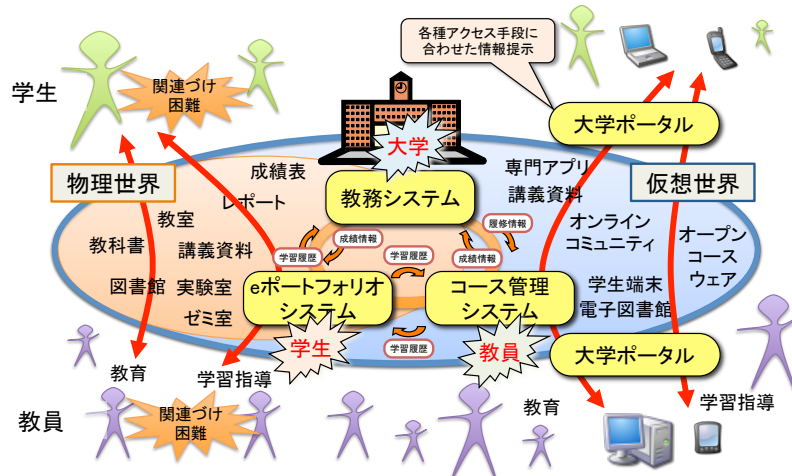 各種アクセス手段に
合わせた情報提示
学生
関連づけ
困難
大学
大学ポータル
物理世界
成績表
レポート
教務システム
専門アプリ
講義資料
仮想世界
教室
教科書
講義資料
学習履歴
成績情報
学習履歴
履修情報
成績情報
オンライン
コミュニティ
オープン
コース
ウェア
図書館
実験室
ゼミ室
eポートフォリオ
システム
コース管理
システム
学生端末
電子図書館
学生
学習履歴
教員
大学ポータル
教育
学習指導
教員
関連づけ
困難
教育
学習指導